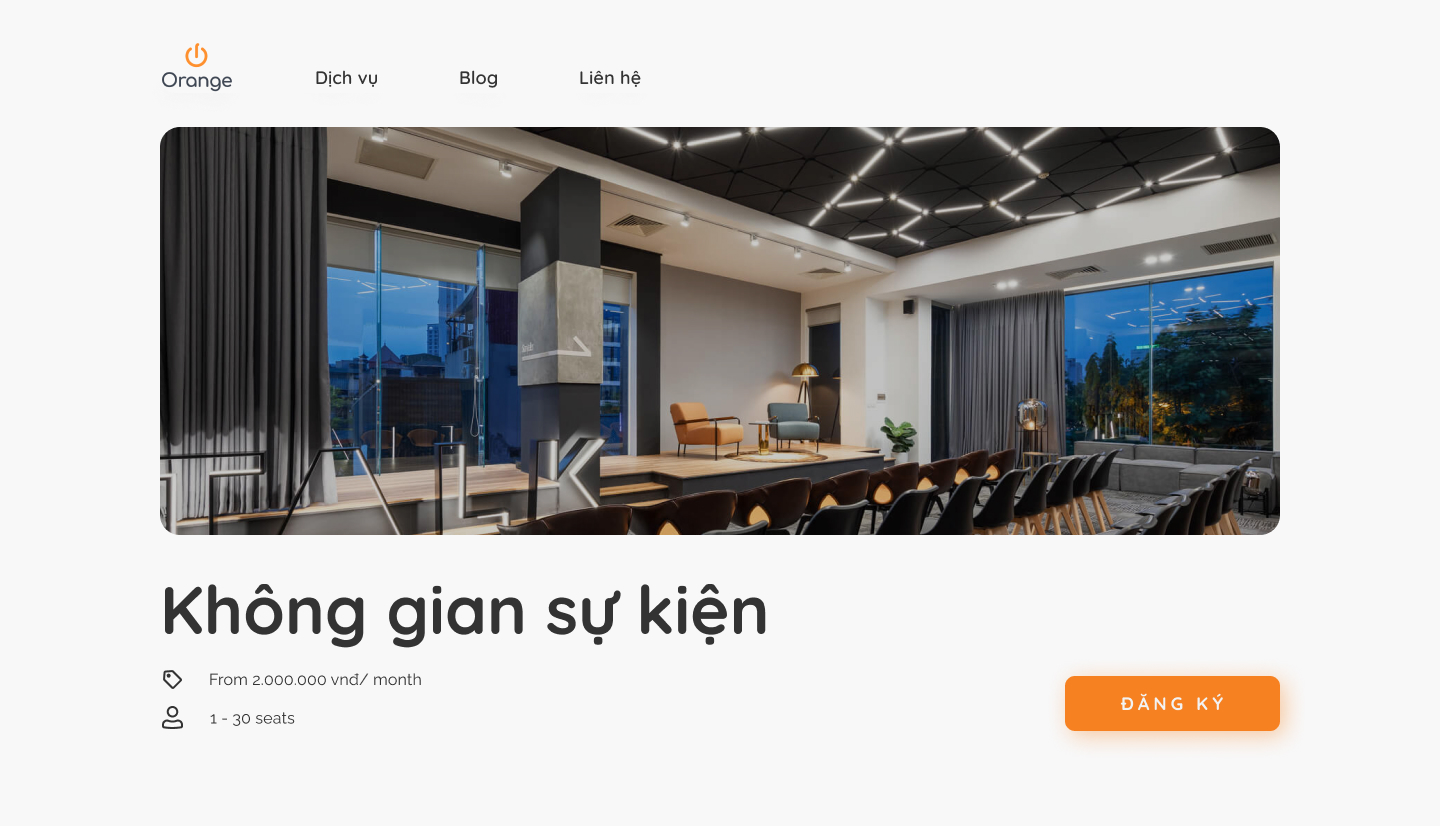 Orange
Dịch vụ
Blog
Liên hệ
Không gian sự kiện
From 2.000.000 vnđ/ month
1 - 30 seats
ĐĂNG KÝ